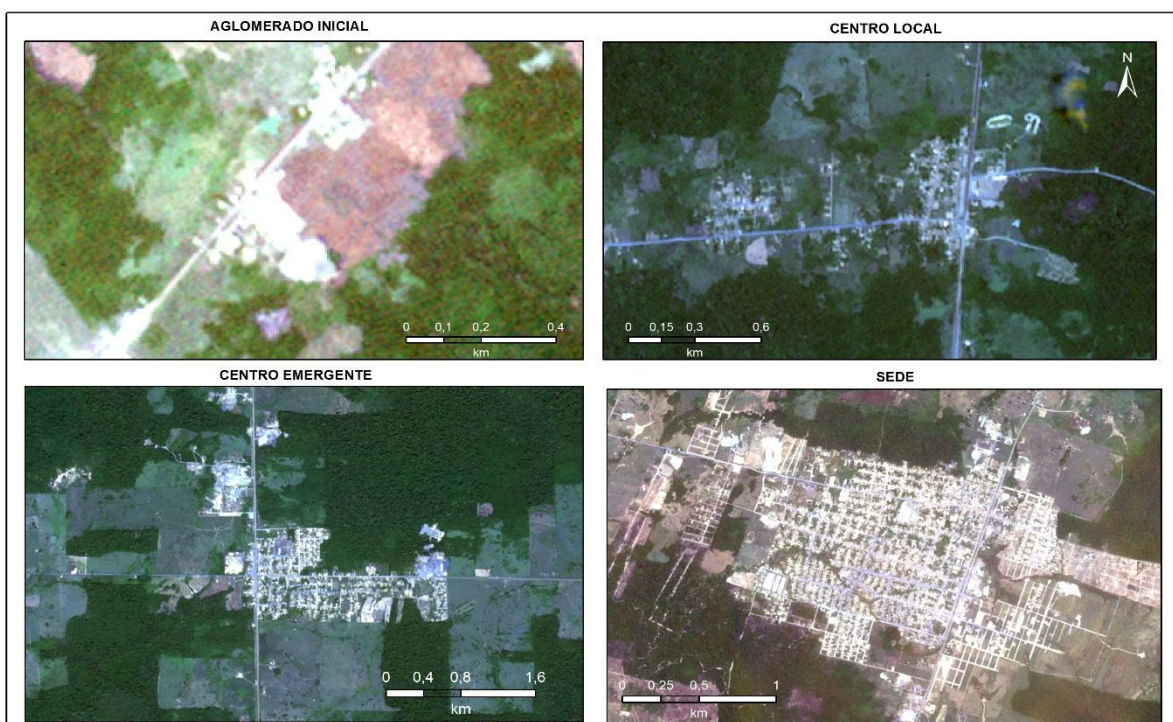 AGLOMERADO INICIAL
0 0,1 0,2 0,4
km
CENTRO LOCAL
N
0 0,15 0,3 0,6
km
CENTRO EMERGENTE
0 0,4 0,8 1,6
km
SEDE
0 0,25 0,5 1
km